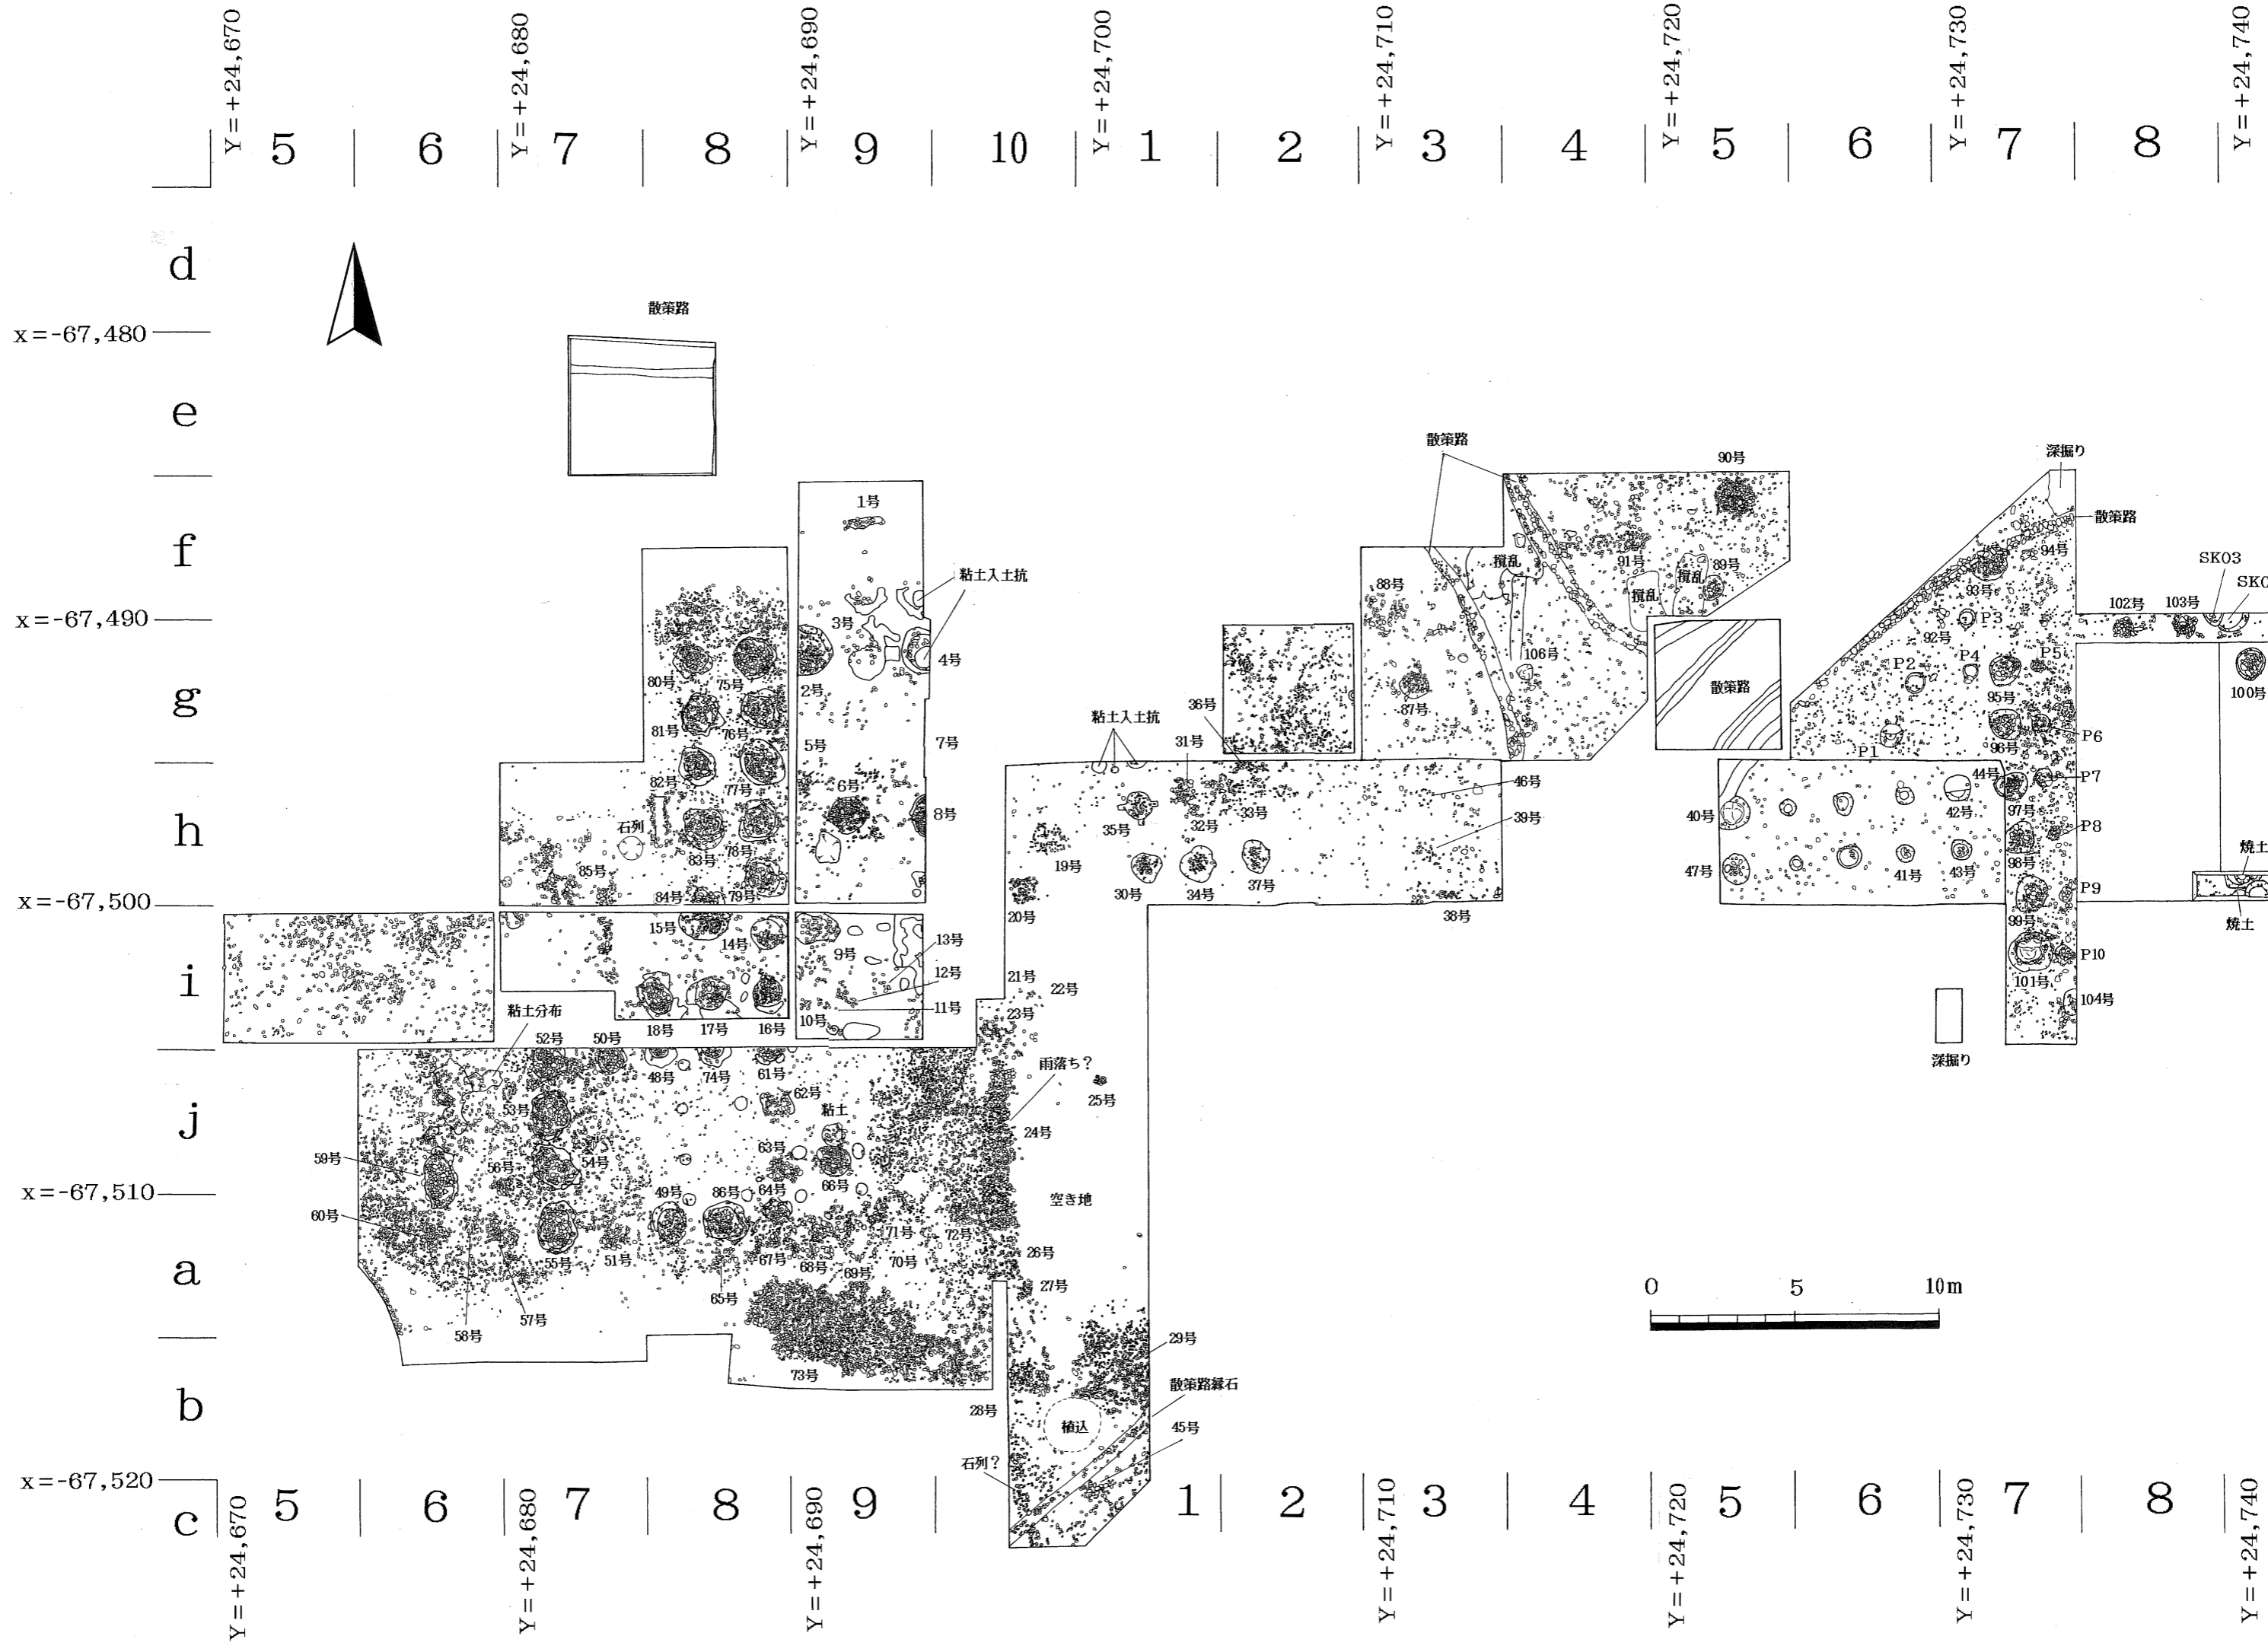 Y=+24,670
Y=+24,680
Y=+24,690
Y=+24,700
Y=+24,710
Y=+24,720
Y=+24,730
Y=+24,740
5 6 7 8 9 10 1 2 3 4 5 6 7 8
d
散策路
x=-67,480
e
散策路
90号
深掘り
1号
散策路
f
粘土入土抗
撹乱
91号
撹乱
89号
撹乱
94号
SK03
88号
93号
102号
103号
x=-67,490
3号
P3
92号
4号
106号
P5
80号
75号
2号
P2
P4
g
散策路
95号
100号
36号
87号
粘土入土抗
81号
76号
5号
7号
31号
P1
96号
P6
82号
77号
6号
46号
44号
P7
8号
35号
32号
33号
39号
40号
42号
97号
石列
P8
h
83号
78号
19号
焼土
85号
30号
34号
37号
47号
41号
43号
98号
84号
79号
P9
x=-67,500
20号
38号
99号
焼土
15号
14号
9号
13号
P10
12号
21号
i
22号
101号
104号
粘土分布
18号
17号
16号
10号
11号
23号
52号
50号
深掘り
48号
74号
61号
雨落ち?
62号
25号
53号
粘土
j
24号
59号
56号
54号
63号
66号
x=-67,510
49号
86号
64号
空き地
60号
71号
72号
55号
51号
67号
68号
69号
70号
26号
a
27号
65号
0 5 10m
58号
57号
29号
73号
散策路縁石
b
28号
植込
45号
石列?
x=-67,520
c
5 6 7 8 9 1 2 3 4 5 6 7 8
Y=+24,670
Y=+24,680
Y=+24,690
Y=+24,710
Y=+24,720
Y=+24,730
Y=+24,740